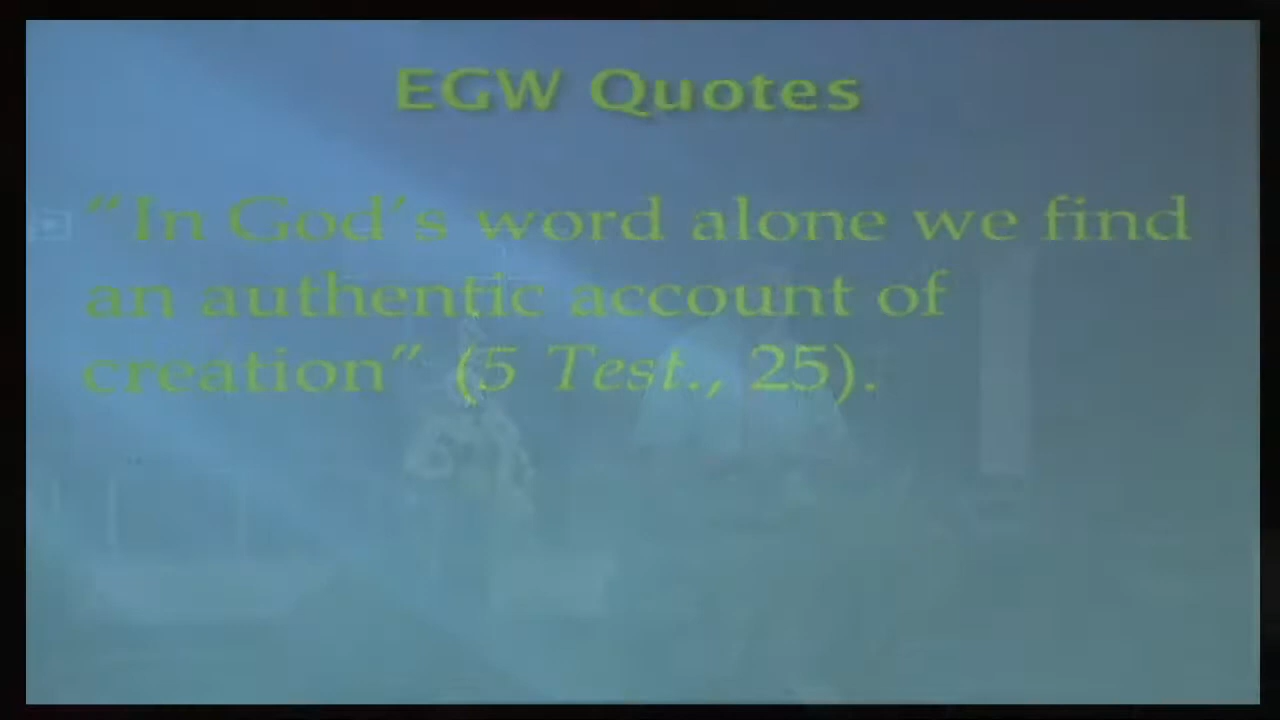 EGW Quotes
“In God’s word alone we find
an authentic account of
creation” (5 Test., 25).